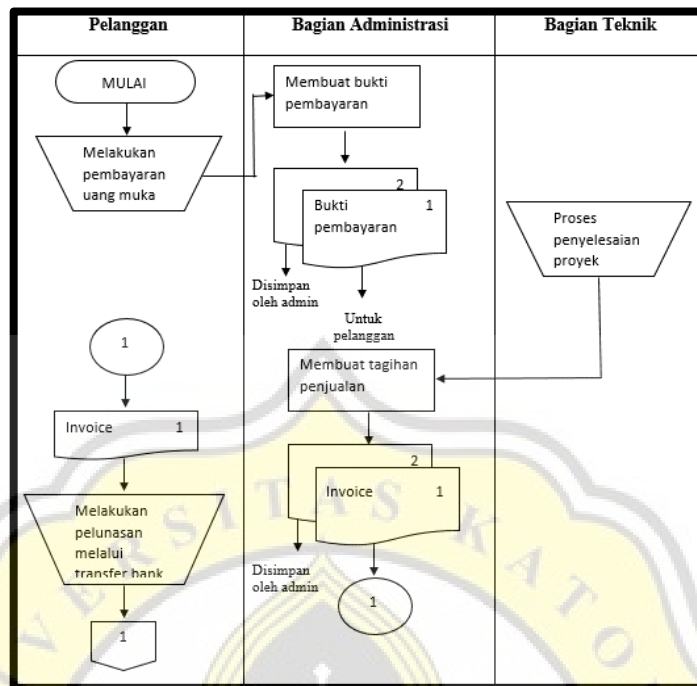 Pelanggan
Bagian Administrasi
Bagian Teknik
MULAI
Melakukan
pembayaran
uang muka
Membuat bukti
pembayaran
2
Bukti 1
pembayaran
Disimpan
oleh admin
Untuk
pelanggan
Proses
penyelesaian
proyek
Membuat tagihan
penjualan
2
Invoice 1
Disimpan
oleh admin
1
1
Invoice 1
Melakukan
pelunasan
melalui
transfer bank
1
VERSITAS KATO